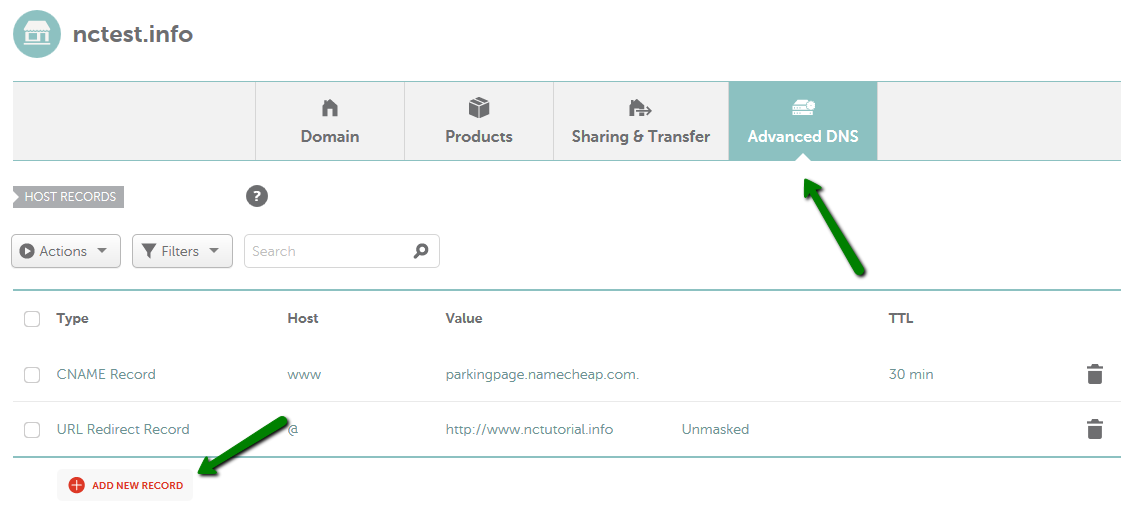 nctest.info
Domain
Products
Sharing & Transfer
Advanced DNS
HOST RECORDS
?
Actions
Filters
Search
Type Host Value TTL
CNAME Record www parkingpage.namecheap.com. 30 min
URL Redirect Record @ http://www.nctutorial.info Unmasked
ADD NEW RECORD